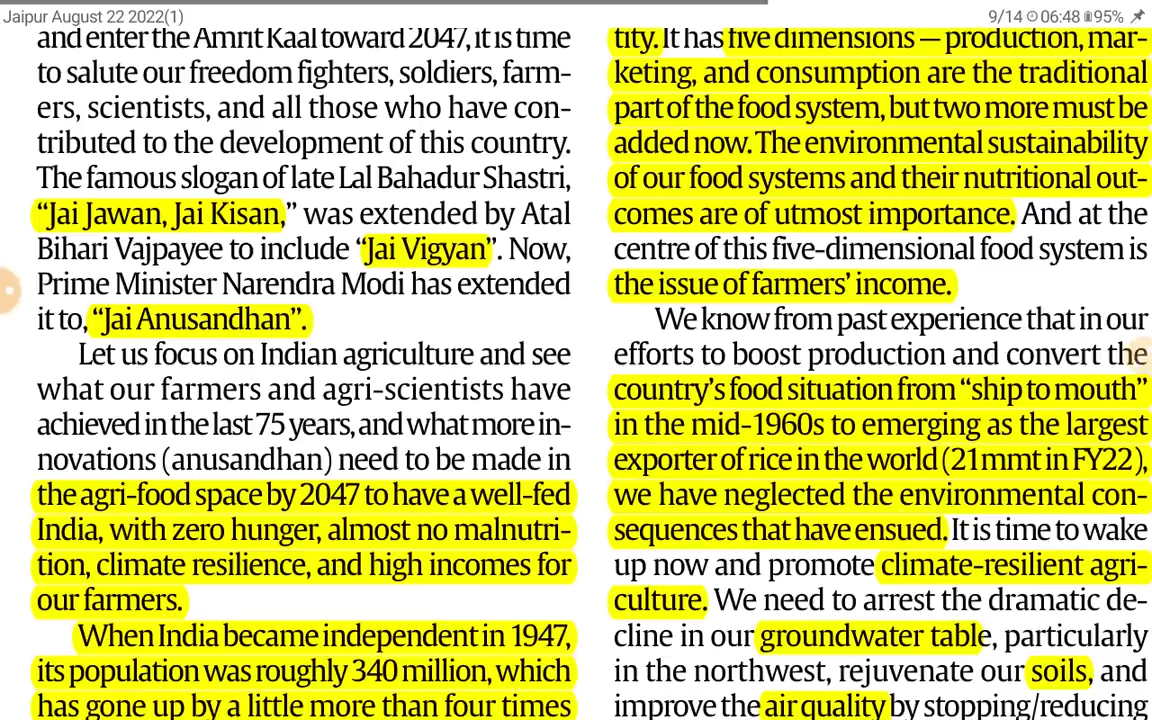 Jaipur August 22 2022(1)
9/14 06:48 95%
and enter the Amrit Kaal toward 2047, it is time
to salute our freedom fighters, soldiers, farm-
ers, scientists, and all those who have con-
tributed to the development of this country.
The famous slogan of late Lal Bahadur Shastri,
“Jai Jawan, Jai Kisan,” was extended by Atal
Bihari Vajpayee to include “Jai Vigyan”. Now,
Prime Minister Narendra Modi has extended
it to, “Jai Anusandhan”.
Let us focus on Indian agriculture and see
what our farmers and agri-scientists have
achieved in the last 75 years, and what more in-
novations (anusandhan) need to be made in
the agri-food space by 2047 to have a well-fed
India, with zero hunger, almost no malnutri-
tion, climate resilience, and high incomes for
our farmers.
When India became independent in 1947,
its population was roughly 340 million, which
has gone up by a little more than four times
tity. It has five dimensions — production, mar-
keting, and consumption are the traditional
part of the food system, but two more must be
added now. The environmental sustainability
of our food systems and their nutritional out-
comes are of utmost importance. And at the
centre of this five-dimensional food system is
the issue of farmers’ income.
We know from past experience that in our
efforts to boost production and convert the
country’s food situation from “ship to mouth”
in the mid-1960s to emerging as the largest
exporter of rice in the world (21 mmt in FY22),
we have neglected the environmental con-
sequences that have ensued. It is time to wake
up now and promote climate-resilient agri-
culture. We need to arrest the dramatic de-
cline in our groundwater table, particularly
in the northwest, rejuvenate our soils, and
improve the air quality by stopping/reducing